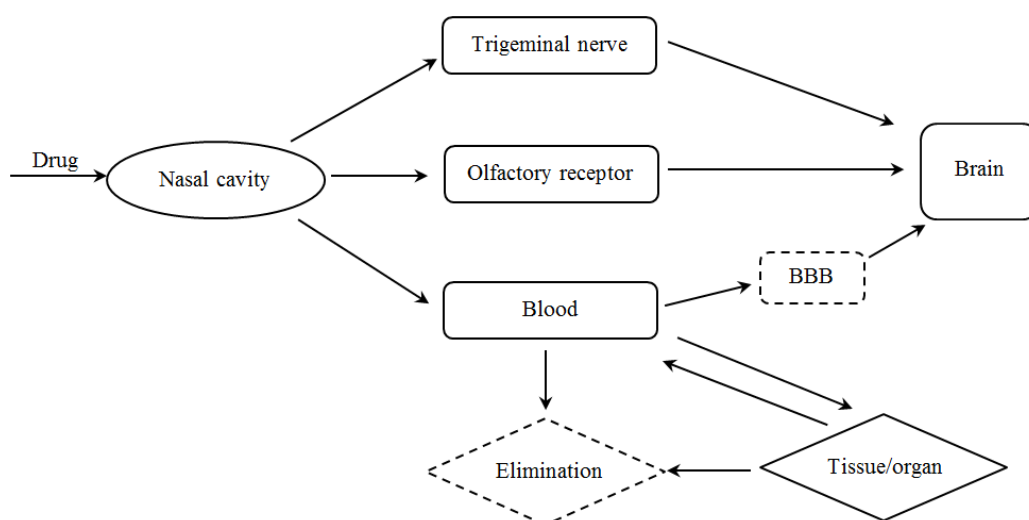 Trigeminal nerve
Drug
Nasal cavity
Olfactory receptor
Brain
BBB
Blood
Elimination
Tissue/organ